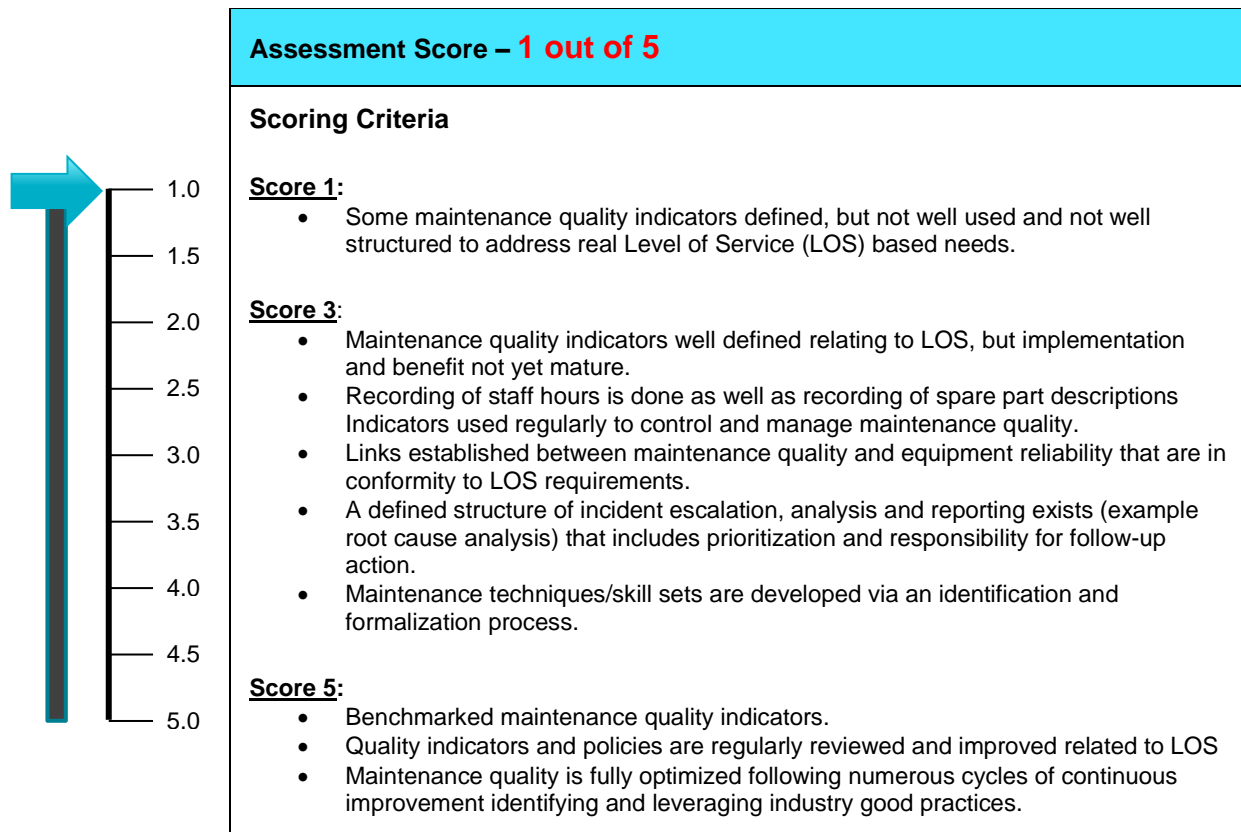 Assessment Score – 1 out of 5
Scoring Criteria
1.0
1.5
2.0
2.5
3.0
3.5
4.0
4.5
5.0
Score 1:
• Some maintenance quality indicators defined, but not well used and not well
structured to address real Level of Service (LOS) based needs.
Score 3:
• Maintenance quality indicators well defined relating to LOS, but implementation
and benefit not yet mature.
• Recording of staff hours is done as well as recording of spare part descriptions
Indicators used regularly to control and manage maintenance quality.
• Links established between maintenance quality and equipment reliability that are in
conformity to LOS requirements.
• A defined structure of incident escalation, analysis and reporting exists (example
root cause analysis) that includes prioritization and responsibility for follow-up
action.
• Maintenance techniques/skill sets are developed via an identification and
formalization process.
Score 5:
• Benchmarked maintenance quality indicators.
• Quality indicators and policies are regularly reviewed and improved related to LOS
• Maintenance quality is fully optimized following numerous cycles of continuous
improvement identifying and leveraging industry good practices.